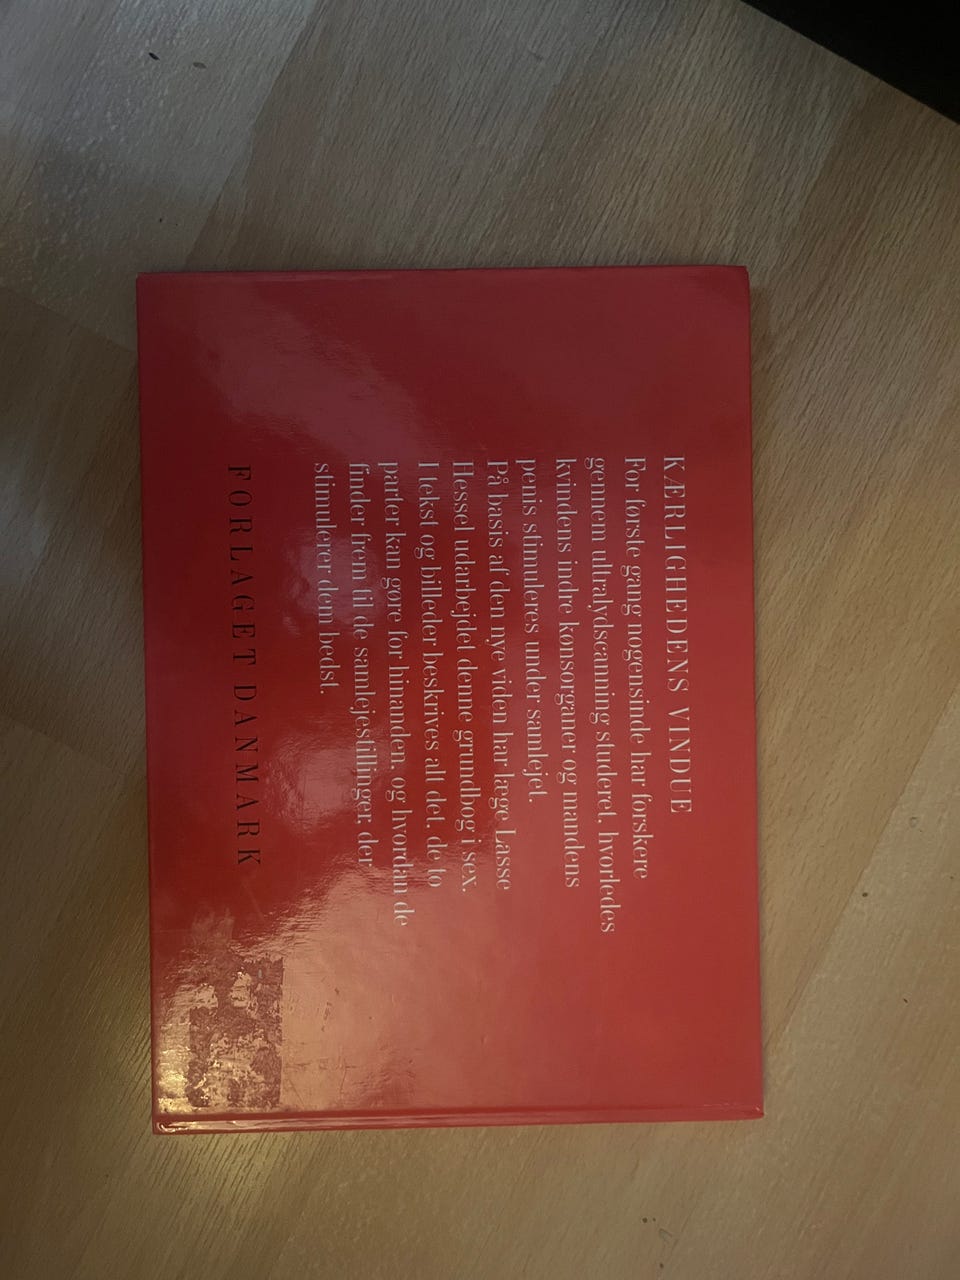 KÆRLIGHEDENS VINDUE
For første gang nogensinde har forskere
gennem ultralydscanning studeret, hvorledes
kvindens indre kønsorganer og mandens
penis stimuleres under samlejet.
På basis af den nye viden har læge Lasse
Hessel udarbejdet denne grundbog i sex.
I tekst og billeder beskrives alt det, de to
parter kan gøre for hinanden, og hvordan de
finder frem til de samlejestillinger, der
stimulerer dem bedst.
FORLAGET DANMARK